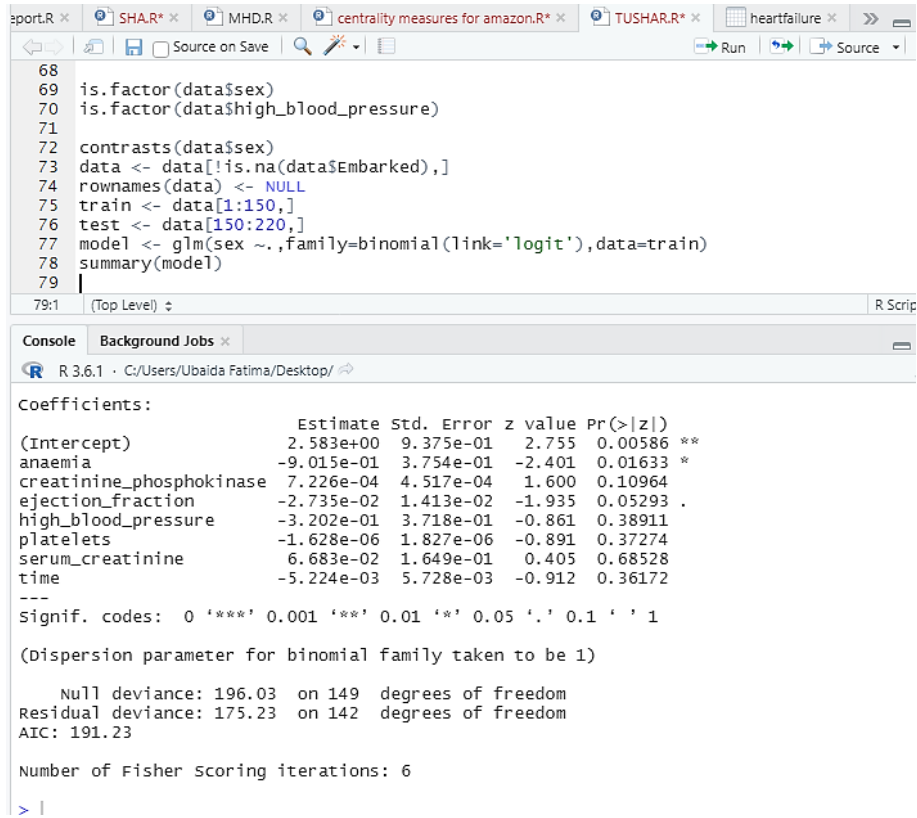 eport.R SHA.R* MHD.R centrality measures for amazon.R* TUSHAR.R* heartfailure
Source on Save Run Source
68
69 is.factor(data$sex)
70 is.factor(data$high_blood_pressure)
71
72 contrasts(data$sex)
73 data <- data[!is.na(data$Embarked),]
74 rownames(data) <- NULL
75 train <- data[1:150,]
76 test <- data[150:220,]
77 model <- glm(sex ~.,family=binomial(link='logit'),data=train)
78 summary(model)
79
79:1 (Top Level) R Scrip
Console Background Jobs
R 3.6.1 · C:/Users/Ubaida Fatima/Desktop/
Coefficients:
Estimate Std. Error z value Pr(>|z|)
(Intercept) 2.583e+00 9.375e-01 2.755 0.00586 **
anaemia -9.015e-01 3.754e-01 -2.401 0.01633 *
creatinine_phosphokinase 7.226e-04 4.517e-04 1.600 0.10964
ejection_fraction -2.735e-02 1.413e-02 -1.935 0.05293 .
high_blood_pressure -3.202e-01 3.718e-01 -0.861 0.38911
platelets -1.628e-06 1.827e-06 -0.891 0.37274
serum_creatinine 6.683e-02 1.649e-01 0.405 0.68528
time -5.224e-03 5.728e-03 -0.912 0.36172
---
Signif. codes: 0 ‘***’ 0.001 ‘**’ 0.01 ‘*’ 0.05 ‘.’ 0.1 ‘ ’ 1
(Dispersion parameter for binomial family taken to be 1)
Null deviance: 196.03 on 149 degrees of freedom
Residual deviance: 175.23 on 142 degrees of freedom
AIC: 191.23
Number of Fisher Scoring iterations: 6
>